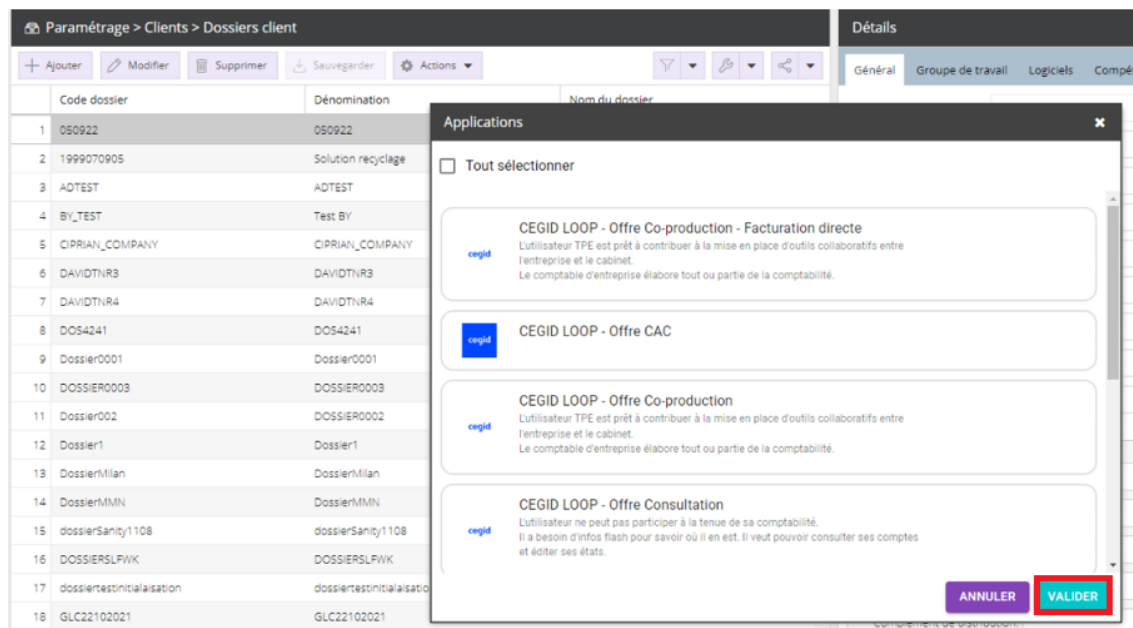 Paramétrage > Clients > Dossiers client
Détails
Ajouter Modifier Supprimer Sauvegarder Actions
Général Groupe de travail Logiciels
Code dossier Dénomination Nom du dossier
1 050922 050922
2 1999070905 Solution recyclage
3 ADTEST ADTEST
4 BY_TEST Test BY
5 CIPRIAN_COMPANY CIPRIAN_COMPANY
6 DAVIDTNR3 DAVIDTNR3
7 DAVIDTNR4 DAVIDTNR4
8 DOS4241 DOS4241
9 Dossier0001 Dossier0001
10 DOSSIER0003 DOSSIER0003
11 Dossier002 DOSSIER0002
12 Dossier1 Dossier1
13 DossierMilan DossierMilan
14 DossierMMN DossierMMN
15 dossierSanity1108 dossierSanity1108
16 DOSSIERSLFWK DOSSIERSLFWK
17 dossiertestinitialaisation dossiertestinitialaisatio
18 GLC22102021 GLC22102021
Applications
Tout sélectionner
cegid
CEGID LOOP - Offre Co-production - Facturation directe
L'utilisateur TPE est prêt à contribuer à la mise en place d'outils collaboratifs entre
l'entreprise et le cabinet.
Le comptable d'entreprise élabore tout ou partie de la comptabilité.
cegid
CEGID LOOP - Offre CAC
cegid
CEGID LOOP - Offre Co-production
L'utilisateur TPE est prêt à contribuer à la mise en place d'outils collaboratifs entre
l'entreprise et le cabinet.
Le comptable d'entreprise élabore tout ou partie de la comptabilité.
cegid
CEGID LOOP - Offre Consultation
L'utilisateur ne peut pas participer à la tenue de sa comptabilité.
Il a besoin d'infos flash pour savoir où il en est. Il veut pouvoir consulter ses comptes
et éditer ses états.
ANNULER VALIDER
Complément de distribution: